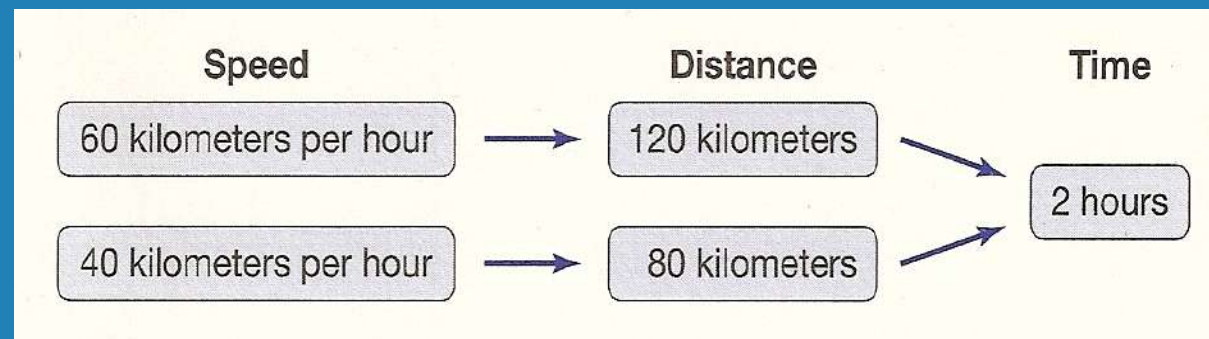 Speed Distance Time
60 kilometers per hour 120 kilometers
2 hours
40 kilometers per hour 80 kilometers